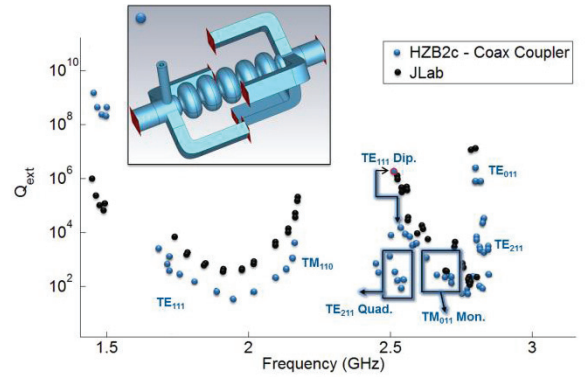 HZB2c - Coax Coupler
JLab
10^10
10^8
10^6
10^4
10^2
Q_ext
TE_111 Dip.
TE_011
TE_211
TM_110
TE_111
TE_211 Quad.
TM_011 Mon.
1.5
2
2.5
3
Frequency (GHz)